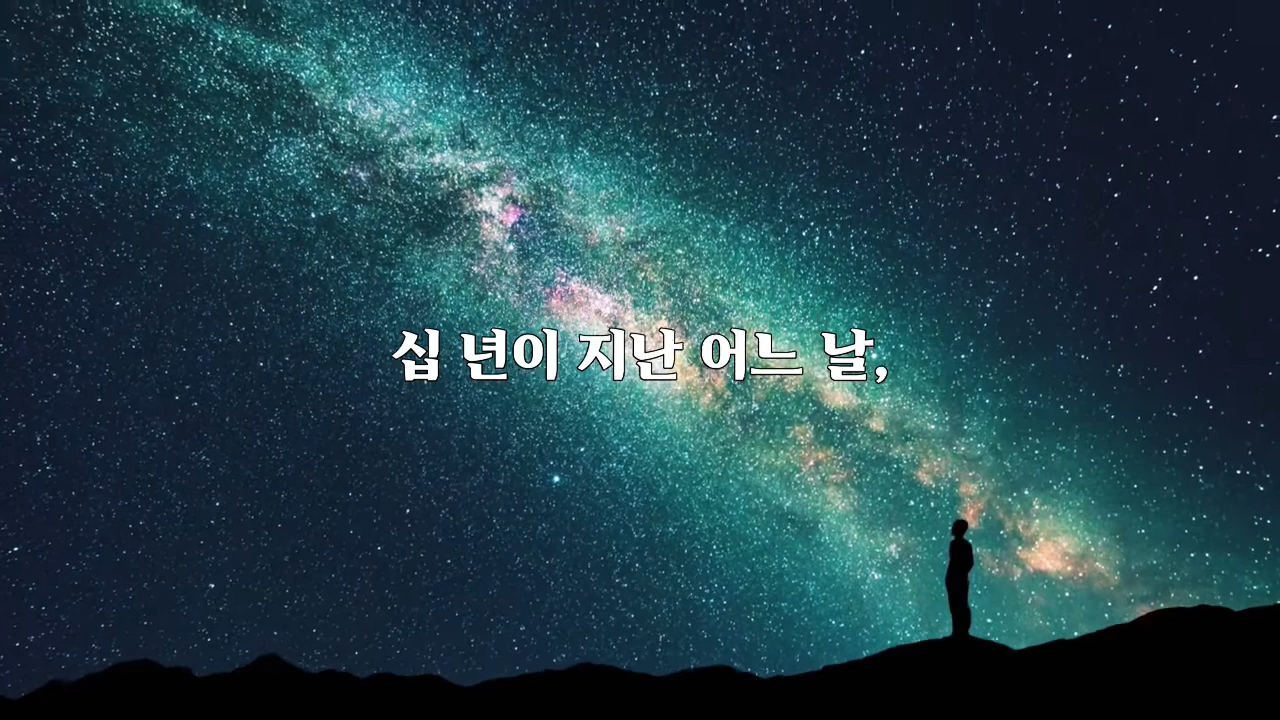 십 년이 지난 어느 날,